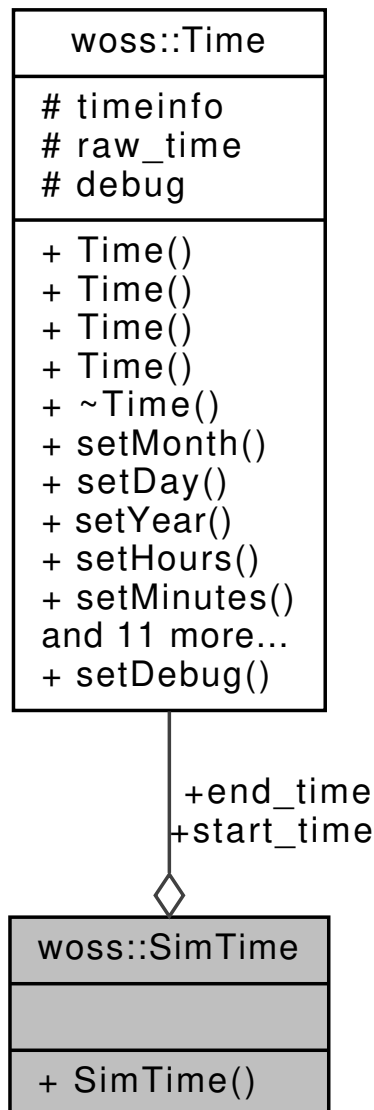 woss::Time
# timeinfo
# raw_time
# debug
+ Time()
+ Time()
+ Time()
+ Time()
+ ~Time()
+ setMonth()
+ setDay()
+ setYear()
+ setHours()
+ setMinutes()
and 11 more...
+ setDebug()
+end_time
+start_time
woss::SimTime
+ SimTime()